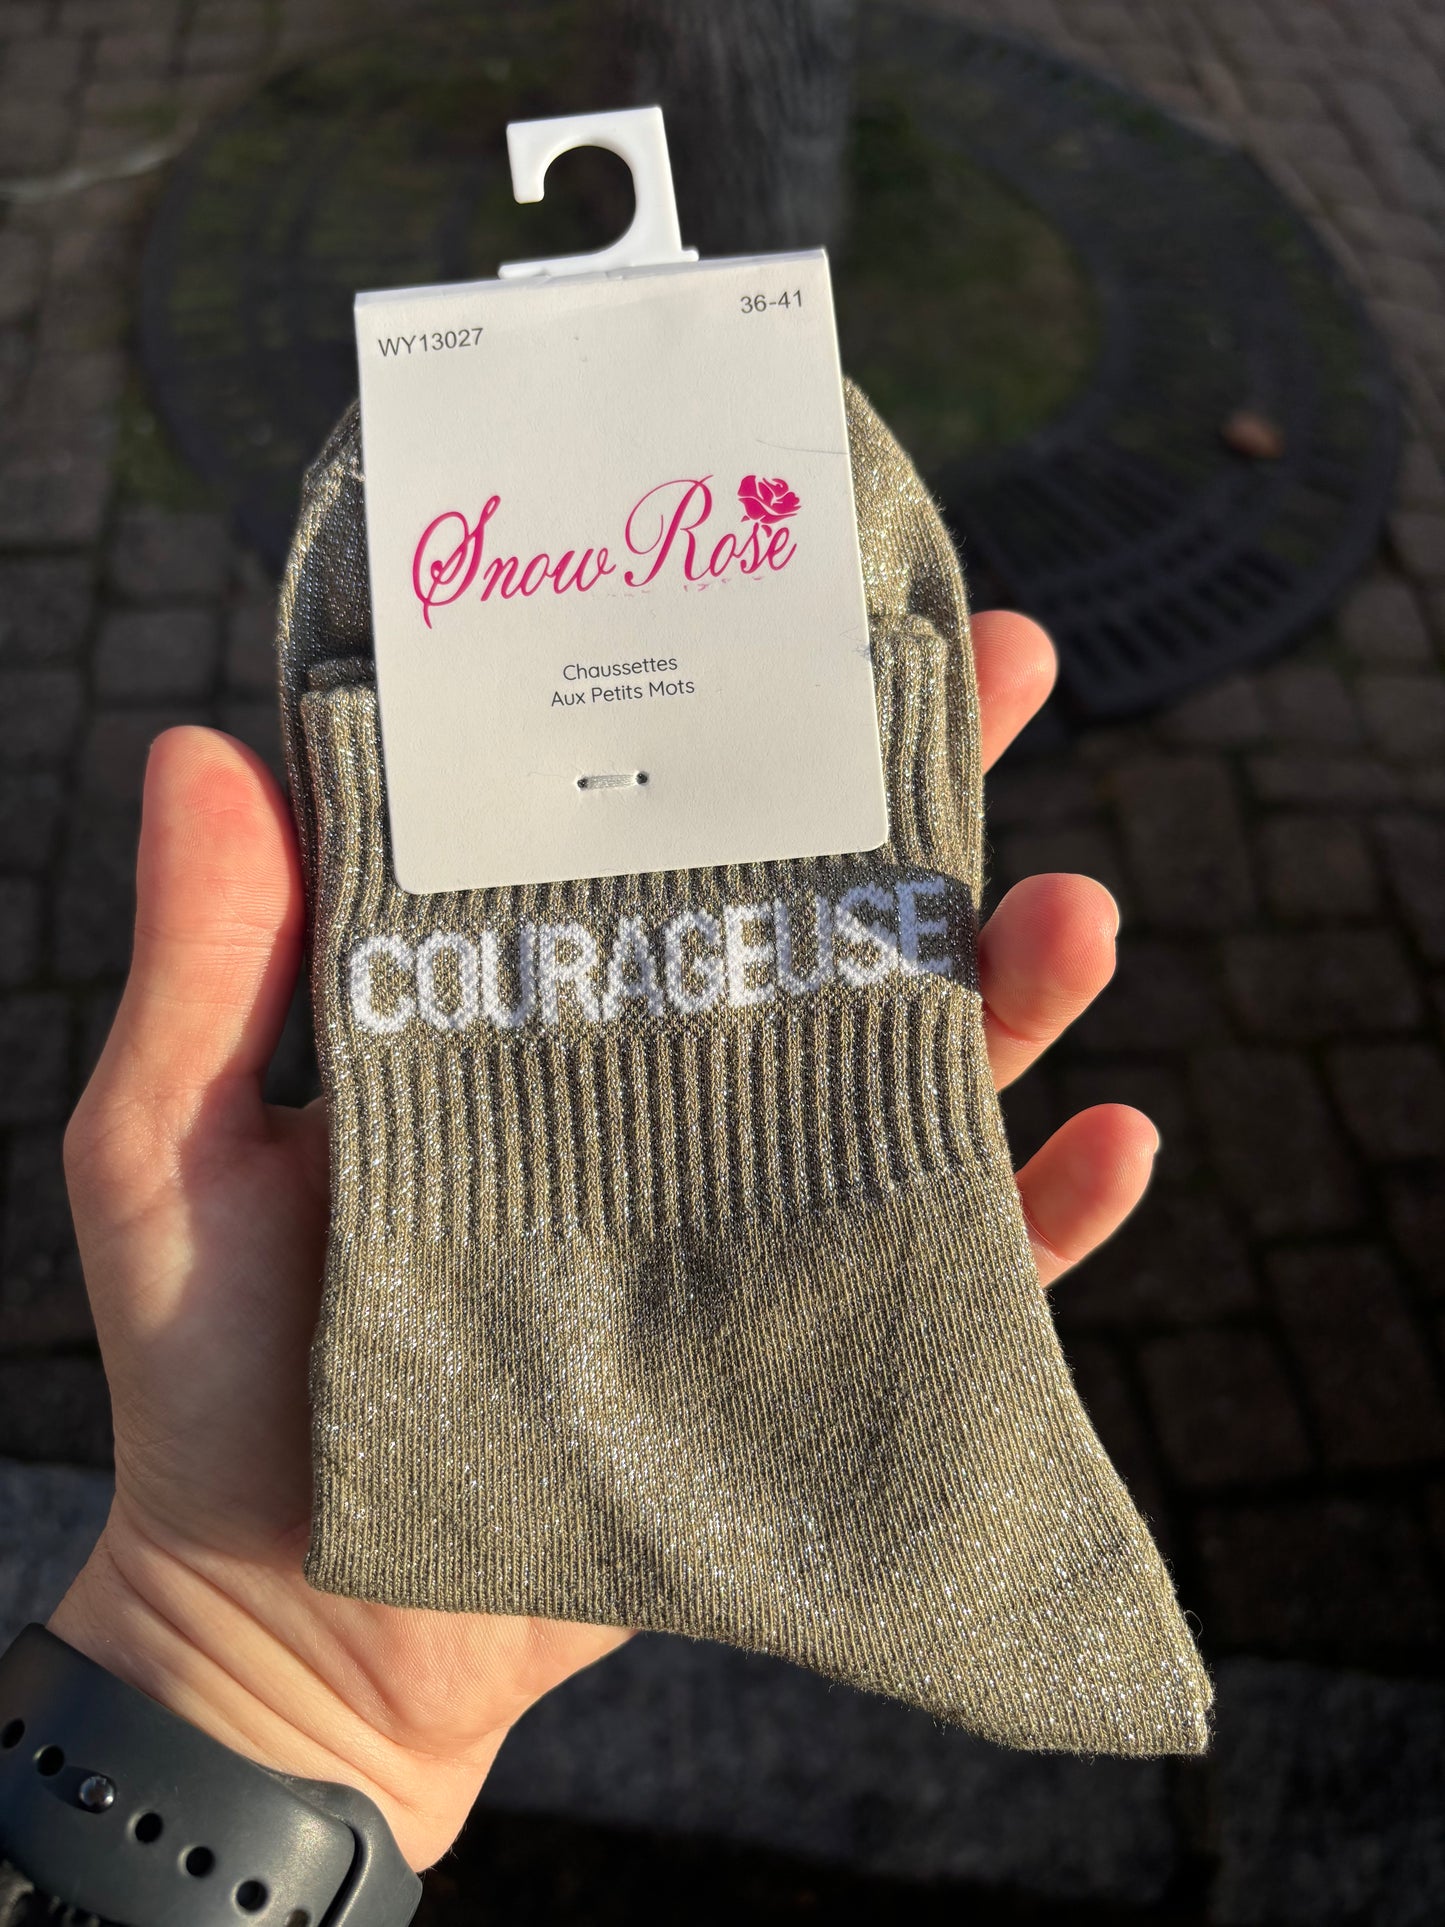 36-41
WY13027
Snow Rose
Chaussettes
Aux Petits Mots
COURAGEUSE